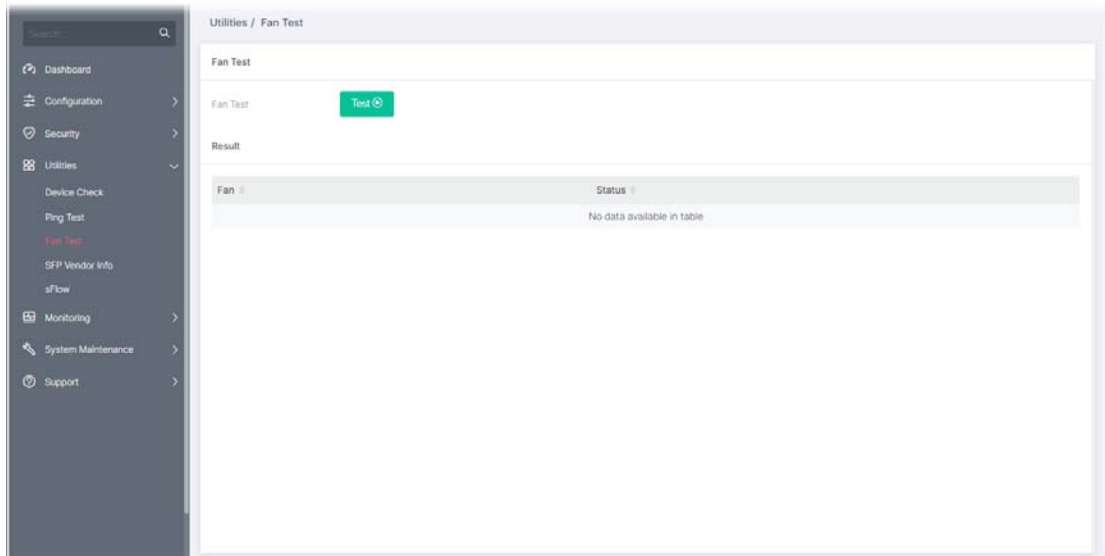 Search...
Dashboard
Configuration
Security
Utilities
Device Check
Ping Test
Fan Test
SFP Vendor Info
sFlow
Monitoring
System Maintenance
Support
Utilities / Fan Test
Fan Test
Fan Test
Test
Result
Fan
Status
No data available in table